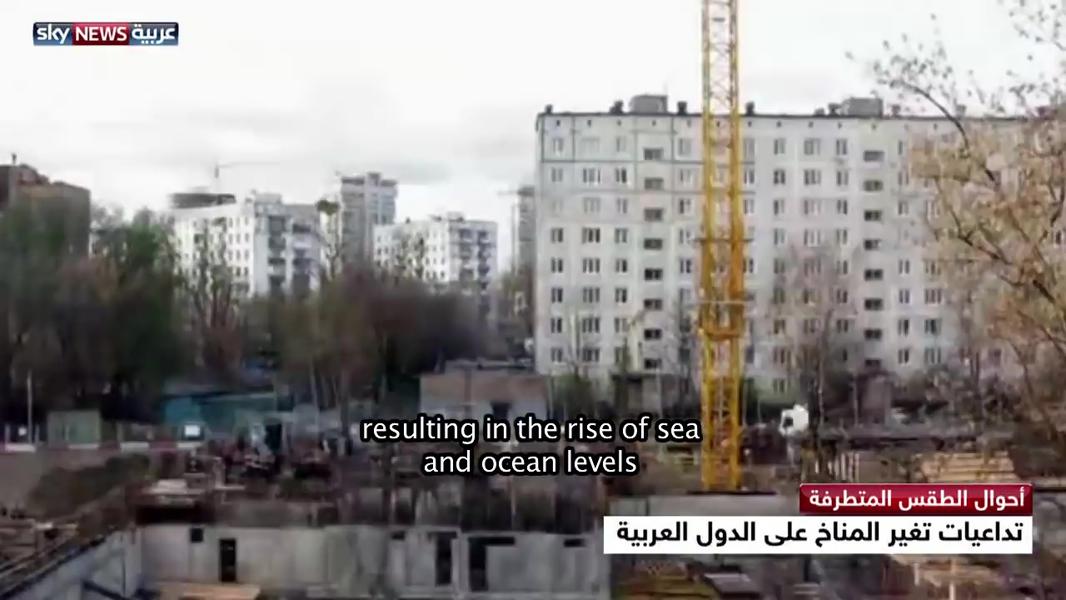 sky NEWS عربية
resulting in the rise of sea
and ocean levels
أحوال الطقس المتطرفة
تداعيات تغير المناخ على الدول العربية